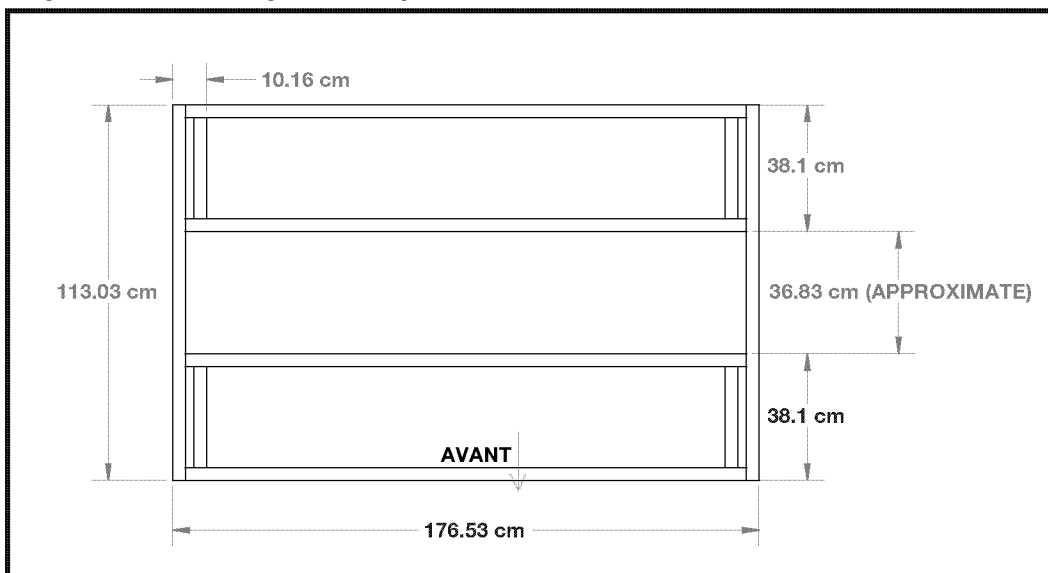 10.16 cm
38.1 cm
113.03 cm
36.83 cm (APPROXIMATE)
38.1 cm
AVANT
176.53 cm